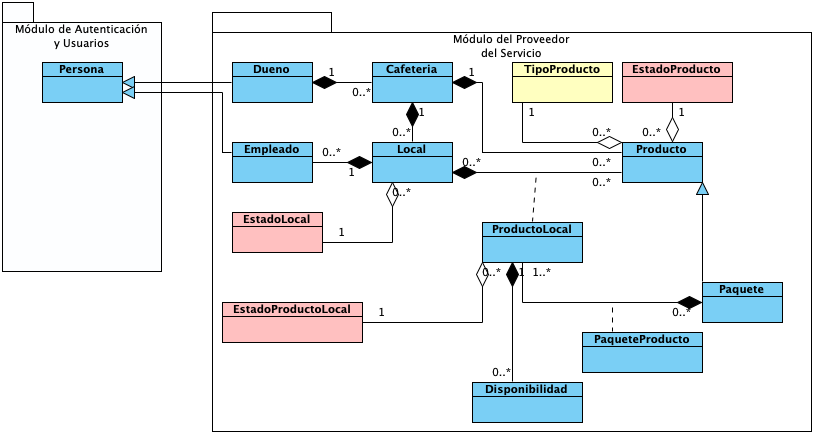 Módulo de Autenticación
y Usuarios
Módulo del Proveedor
del Servicio
Persona
Dueno
1
0..*
Cafeteria
1
TipoProducto
EstadoProducto
1
0..*
1
0..*
1
0..*
Empleado
0..*
1
Local
0..*
0..*
0..*
Producto
0..*
EstadoLocal
1
ProductoLocal
0..*
1
1..*
EstadoProductoLocal
1
Paquete
0..*
PaqueteProducto
0..*
Disponibilidad